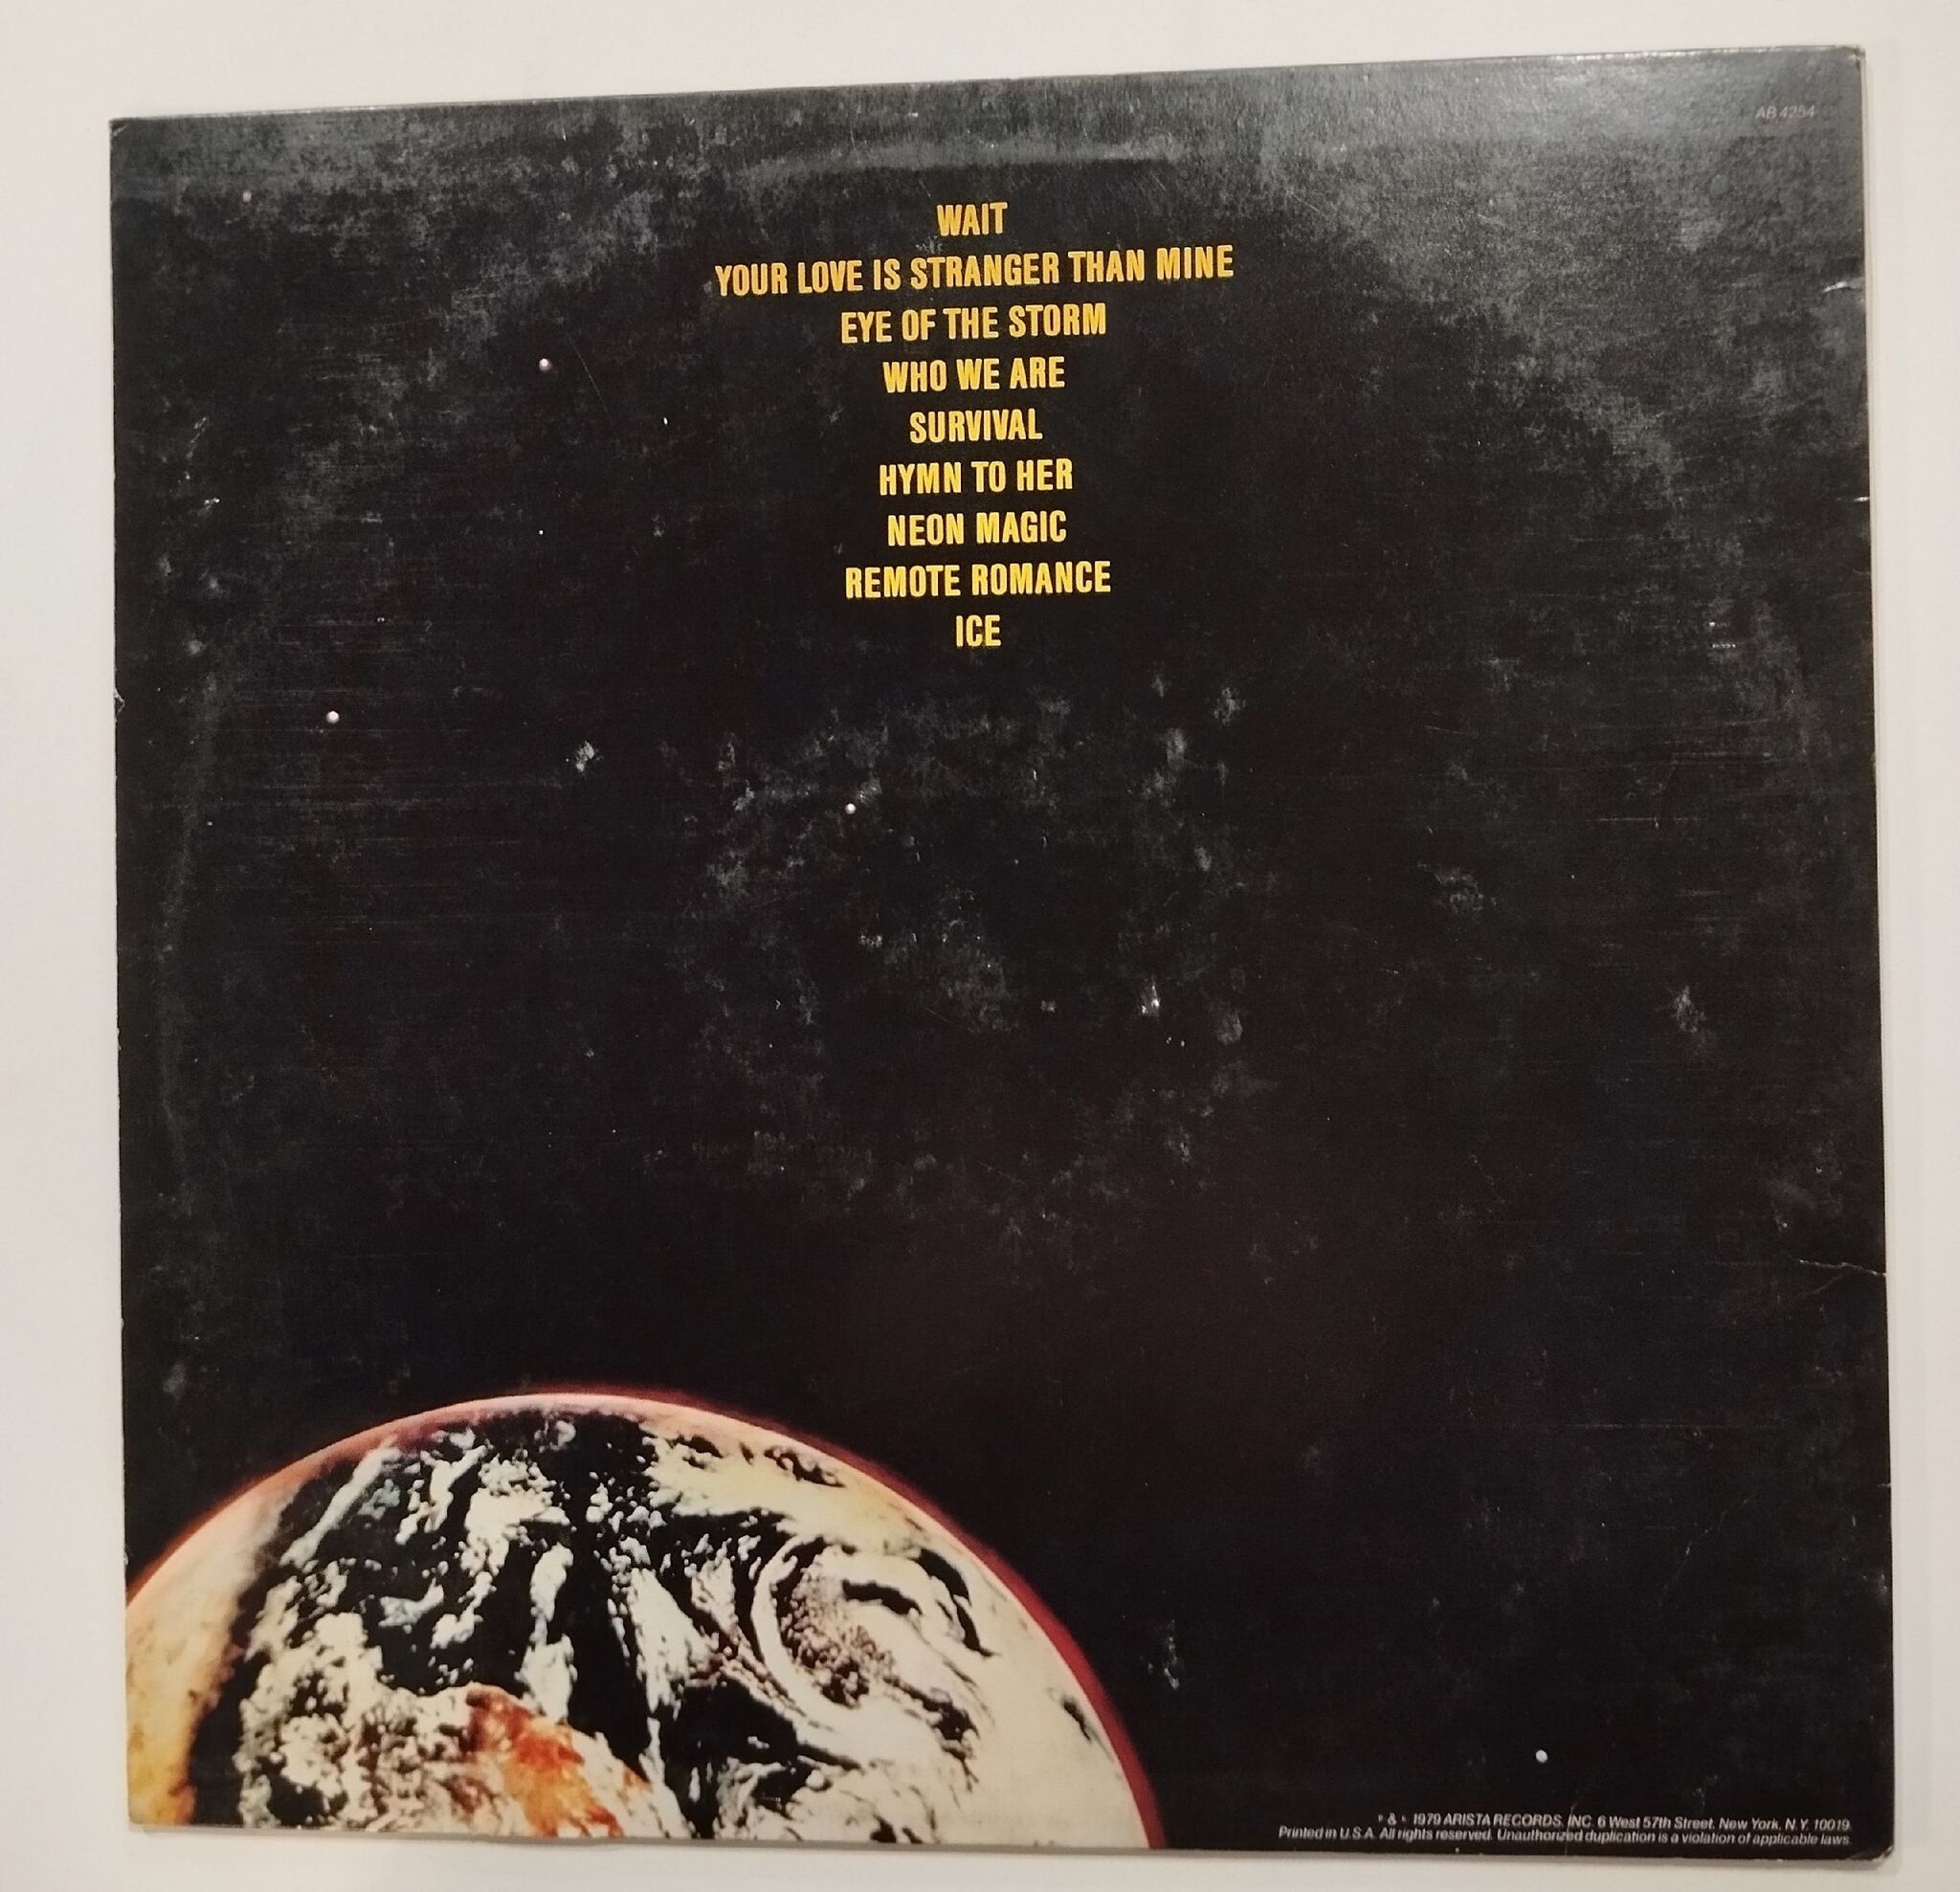 AB 4254
WAIT
YOUR LOVE IS STRANGER THAN MINE
EYE OF THE STORM
WHO WE ARE
SURVIVAL
HYMN TO HER
NEON MAGIC
REMOTE ROMANCE
ICE
& 1979 ARISTA RECORDS, INC. 6 West 57th Street, New York, N.Y. 10019.
Printed in U.S.A. All rights reserved. Unauthorized duplication is a violation of applicable laws.